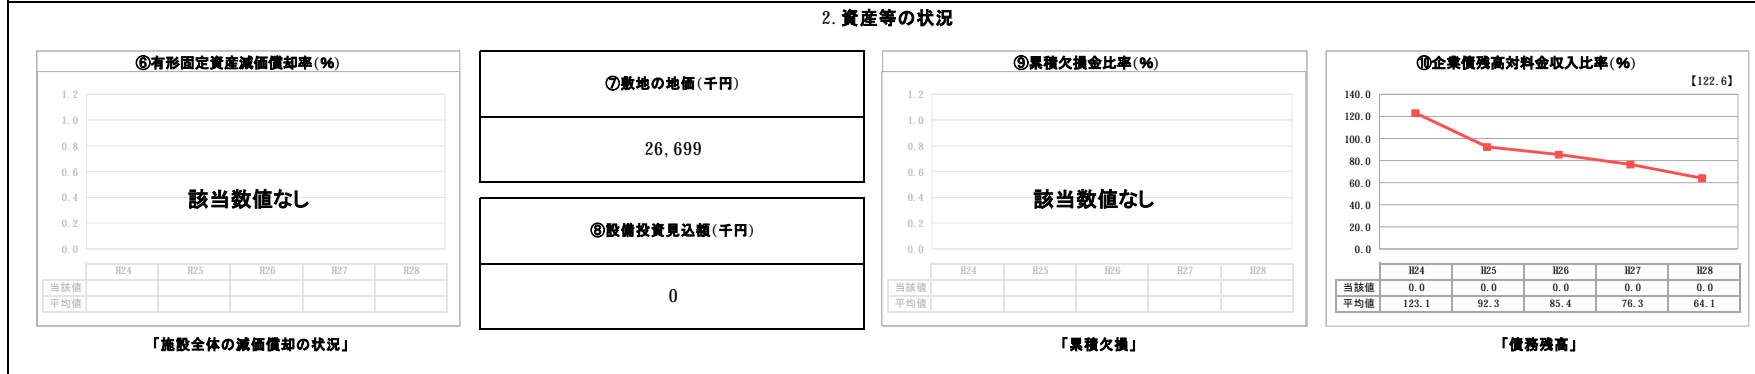 2. 資産等の状況
⑥有形固定資産減価償却率(%)
1.2
1.0
0.8
0.6
0.4
0.2
0.0
該当数値なし
H24 H25 H26 H27 H28
当該値
平均値
「施設全体の減価償却の状況」
⑦敷地の地価(千円)
26,699
⑧設備投資見込額(千円)
0
⑨累積欠損金比率(%)
1.2
1.0
0.8
0.6
0.4
0.2
0.0
該当数値なし
H24 H25 H26 H27 H28
当該値
平均値
「累積欠損」
⑩企業債残高対料金収入比率(%)
【122.6】
140.0
120.0
100.0
80.0
60.0
40.0
20.0
0.0
H24 H25 H26 H27 H28
当該値 0.0 0.0 0.0 0.0 0.0
平均値 123.1 92.3 85.4 76.3 64.1
「債務残高」